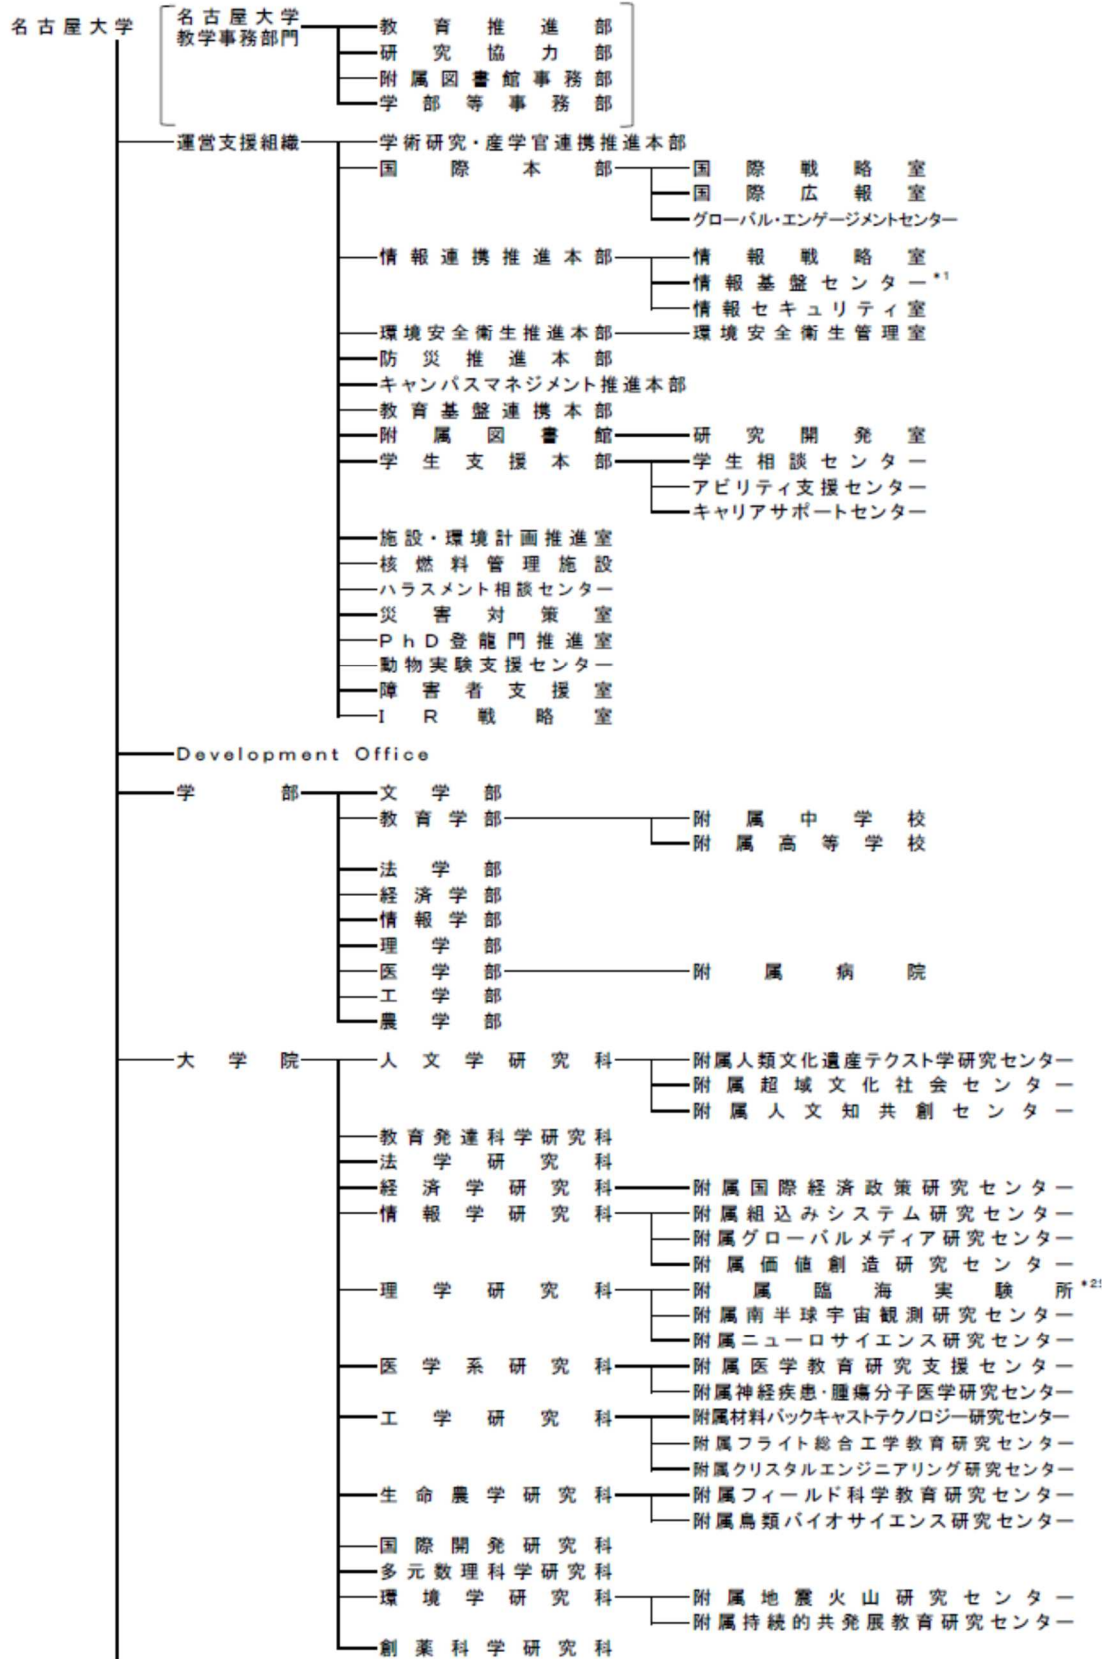 名古屋大学
名古屋大学
教学事務部門
教育推進部
研究協力部
附属図書館事務部
学部等事務部
運営支援組織 学術研究・産学官連携推進本部
国際本部 国際戦略室
国際広報室
グローバル・エンゲージメントセンター
情報連携推進本部 情報戦略室
情報基盤センター*1
情報セキュリティ室
環境安全衛生推進本部 環境安全衛生管理室
防災推進本部
キャンパスマネジメント推進本部
教育基盤連携本部
附属図書館 研究開発室
学生支援本部 学生相談センター
アビリティ支援センター
キャリアサポートセンター
施設・環境計画推進室
核燃料管理施設
ハラスメント相談センター
災害対策室
PhD登龍門推進室
動物実験支援センター
障害者支援室
IR戦略室
Development Office
学部 文学部
教育学部 附属中学校
附属高等学校
法学部
経済学部
情報学部
理学部
医学部 附属病院
工学部
農学部
大学院 人文学研究科 附属人類文化遺産テクスト学研究センター
附属超域文化社会センター
附属人文知共創センター
教育発達科学研究科
法学研究科
経済学研究科 附属国際経済政策研究センター
情報学研究科 附属組込みシステム研究センター
附属グローバルメディア研究センター
附属価値創造研究センター
理学研究科 附属臨海実験所*2
附属南半球宇宙観測研究センター
附属ニューロサイエンス研究センター
医学系研究科 附属医学教育研究支援センター
附属神経疾患・腫瘍分子医学研究センター
工学研究科 附属材料バックキャストテクノロジー研究センター
附属フライト総合工学教育研究センター
附属クリスタルエンジニアリング研究センター
生命農学研究科 附属フィールド科学教育研究センター
附属鳥類バイオサイエンス研究センター
国際開発研究科
多元数理科学研究科
環境学研究科 附属地震火山研究センター
附属持続的共発展教育研究センター
創薬科学研究科